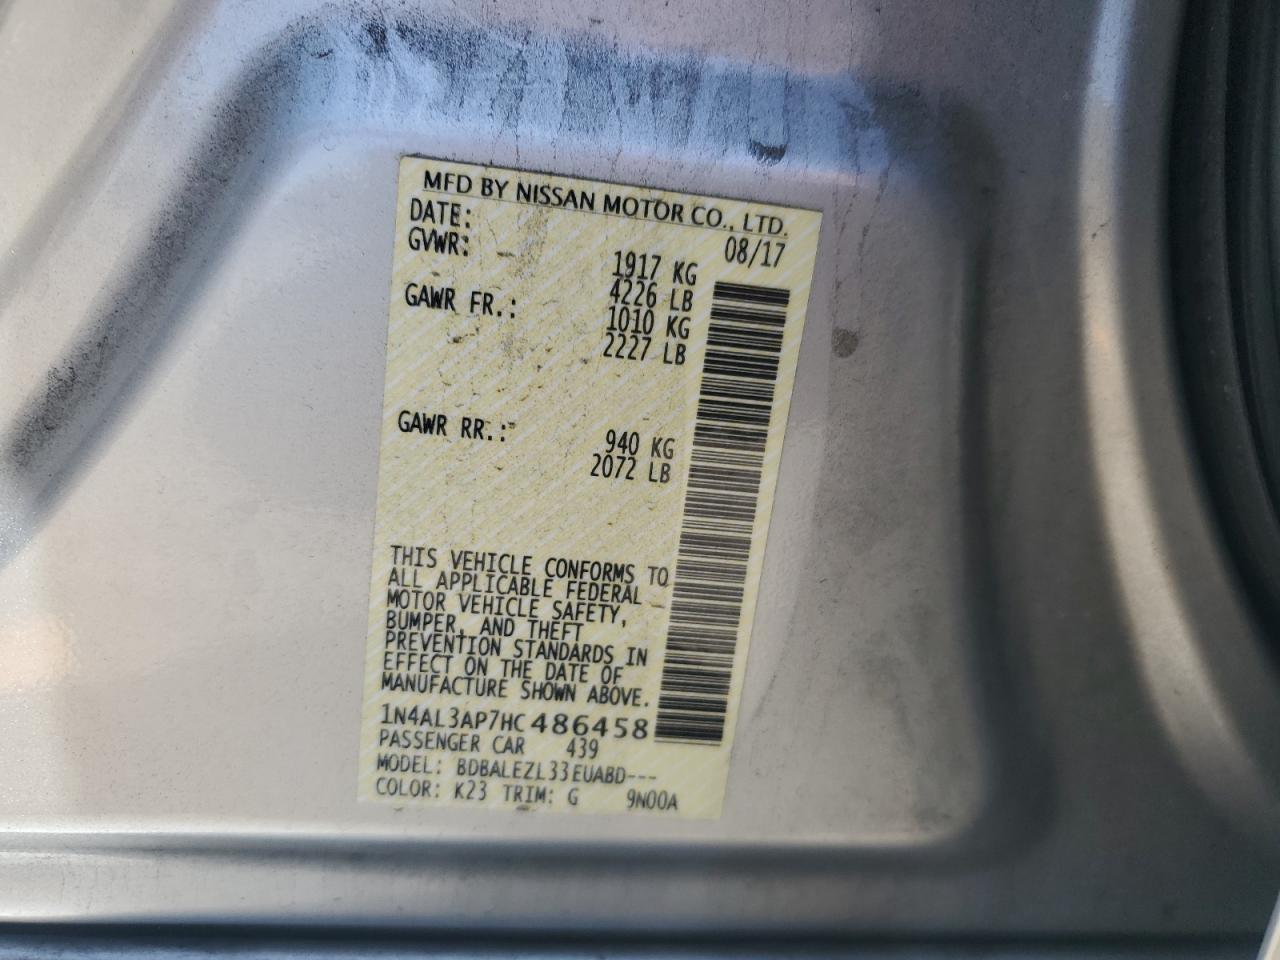 MFD BY NISSAN MOTOR CO., LTD.
DATE: 08/17
GVWR: 1917 KG
4226 LB
GAWR FR.: 1010 KG
2227 LB
GAWR RR.: 940 KG
2072 LB
THIS VEHICLE CONFORMS TO
ALL APPLICABLE FEDERAL
MOTOR VEHICLE SAFETY,
BUMPER, AND THEFT
PREVENTION STANDARDS IN
EFFECT ON THE DATE OF
MANUFACTURE SHOWN ABOVE.
1N4AL3AP7HC486458
PASSENGER CAR 439
MODEL: BDBALEZL33EUABD---
COLOR: K23 TRIM: G 9N00A